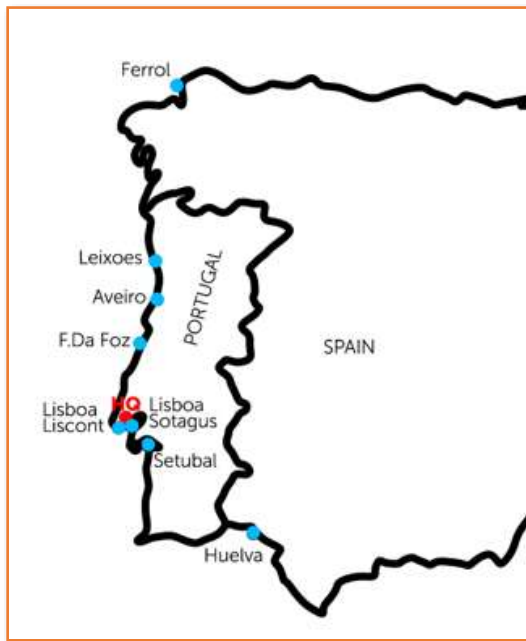 Ferrol
Leixoes
PORTUGAL
Aveiro
F.Da Foz
SPAIN
HQ
Lisboa
Liscont
Lisboa
Sotagus
Setubal
Huelva